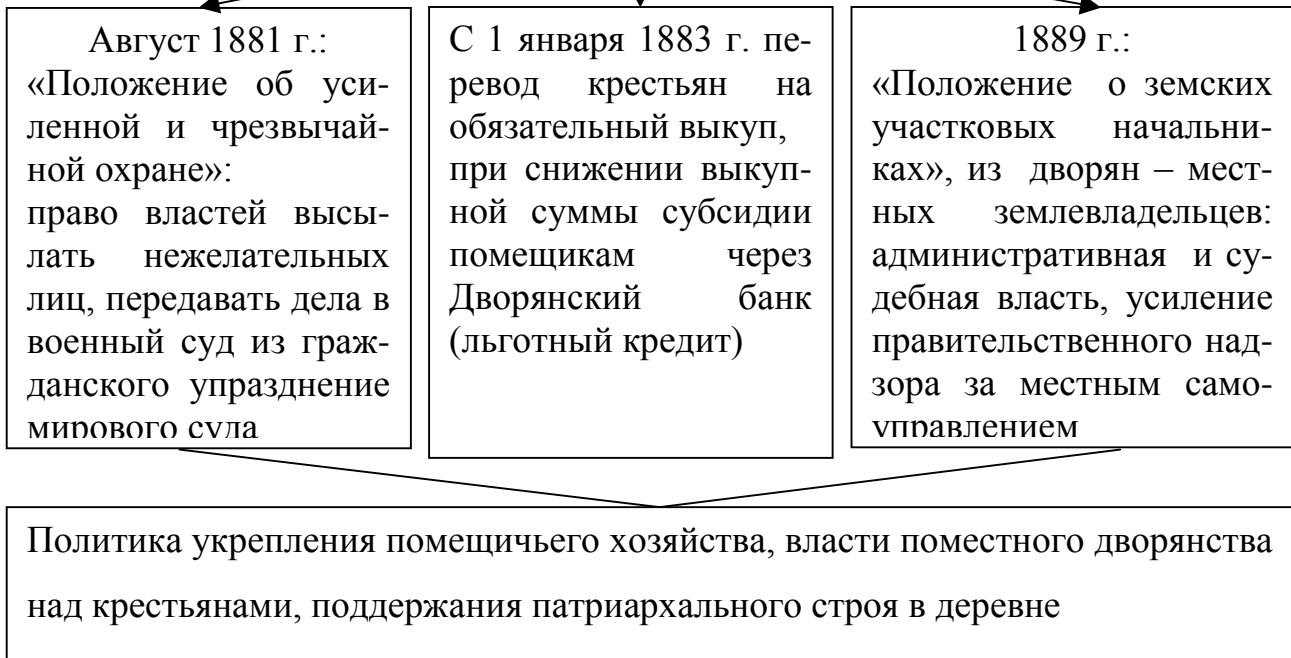 Август 1881 г.:
«Положение об уси-
ленной и чрезвычай-
ной охране»:
право властей высы-
лать нежелательных
лиц, передавать дела в
военный суд из граж-
данского упразднение
мирового суда
С 1 января 1883 г. пе-
ревод крестьян на
обязательный выкуп,
при снижении выкуп-
ной суммы субсидии
помещикам через
Дворянский банк
(льготный кредит)
1889 г.:
«Положение о земских
участковых начальни-
ках», из дворян – мест-
ных землевладельцев:
административная и су-
дебная власть, усиление
правительственного над-
зора за местным само-
управлением
Политика укрепления помещичьего хозяйства, власти поместного дворянства
над крестьянами, поддержания патриархального строя в деревне